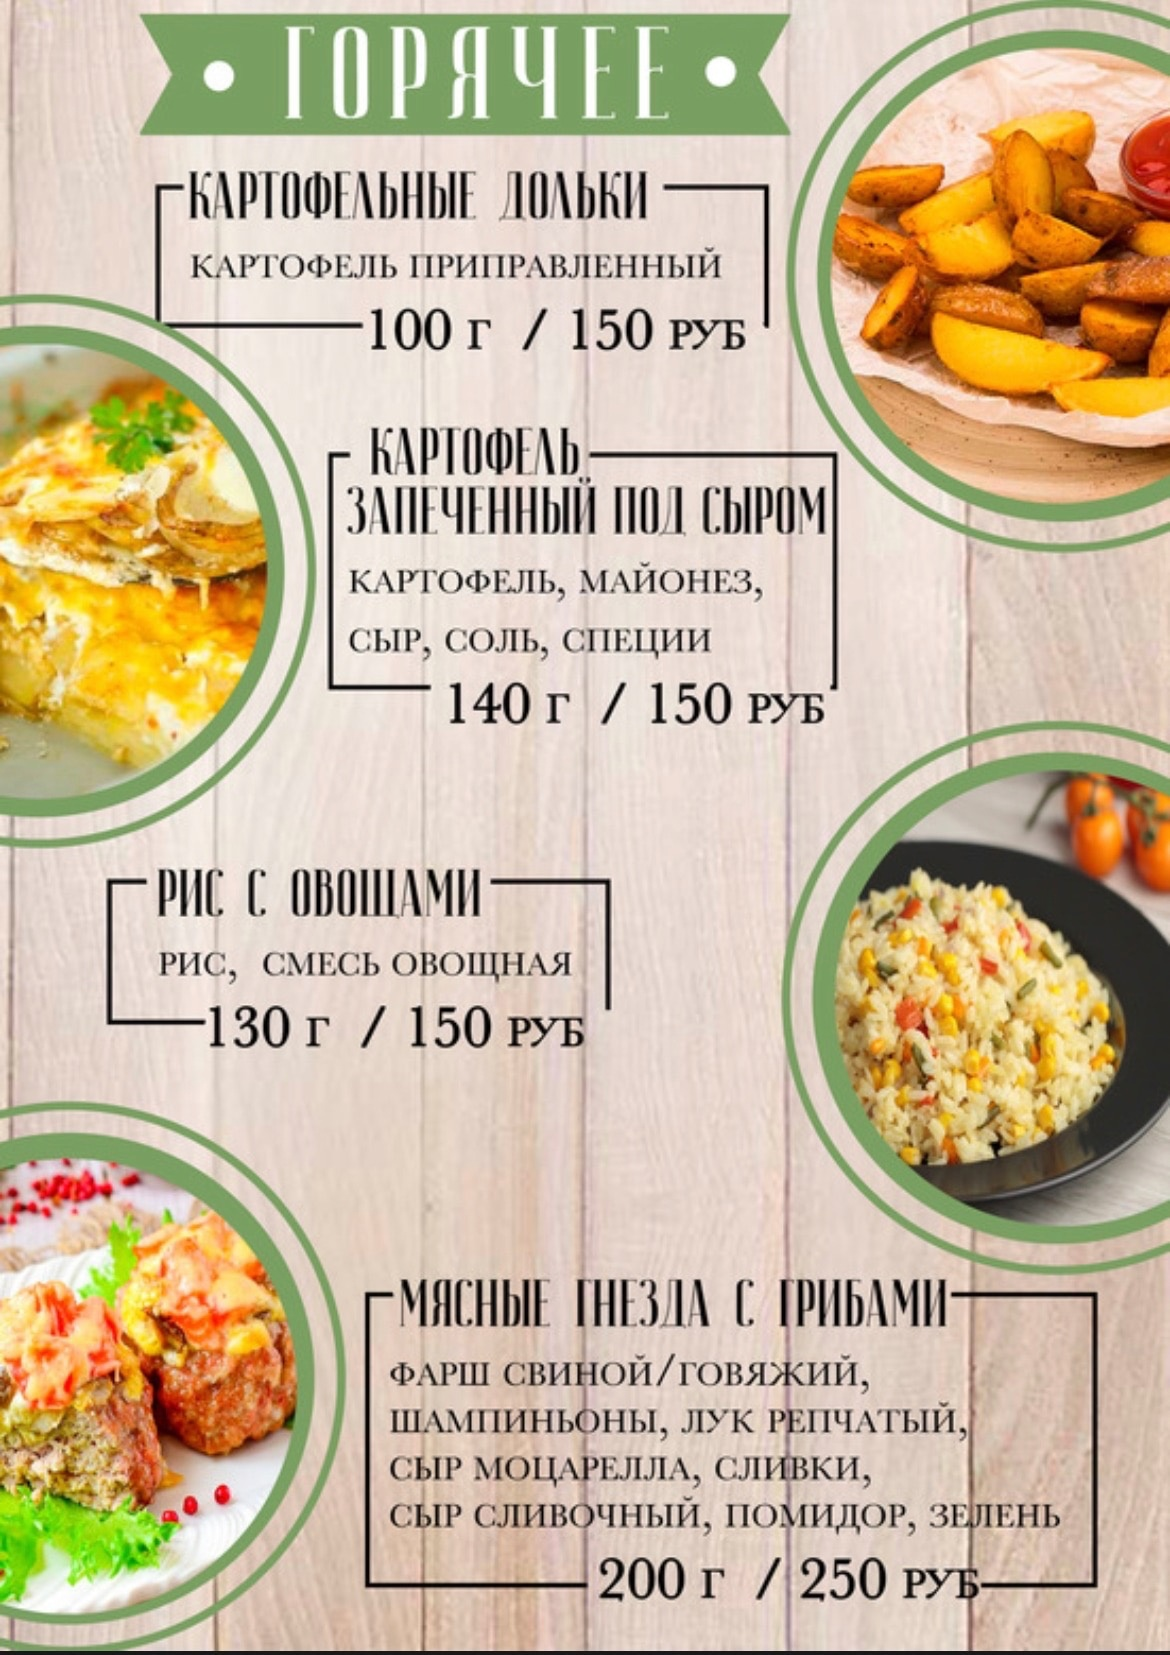 ГОРЯЧЕЕ
КАРТОФЕЛЬНЫЕ ДОЛЬКИ
КАРТОФЕЛЬ ПРИПРАВЛЕННЫЙ
100 Г / 150 РУБ
КАРТОФЕЛЬ
ЗАПЕЧЕННЫЙ ПОД СЫРОМ
КАРТОФЕЛЬ, МАЙОНЕЗ,
СЫР, СОЛЬ, СПЕЦИИ
140 Г / 150 РУБ
РИС С ОВОЩАМИ
РИС, СМЕСЬ ОВОЩНАЯ
130 Г / 150 РУБ
МЯСНЫЕ ГНЕЗДА С ГРИБАМИ
ФАРШ СВИНОЙ/ГОВЯЖИЙ,
ШАМПИНЬОНЫ, ЛУК РЕПЧАТЫЙ,
СЫР МОЦАРЕЛЛА, СЛИВКИ,
СЫР СЛИВОЧНЫЙ, ПОМИДОР, ЗЕЛЕНЬ
200 Г / 250 РУБ